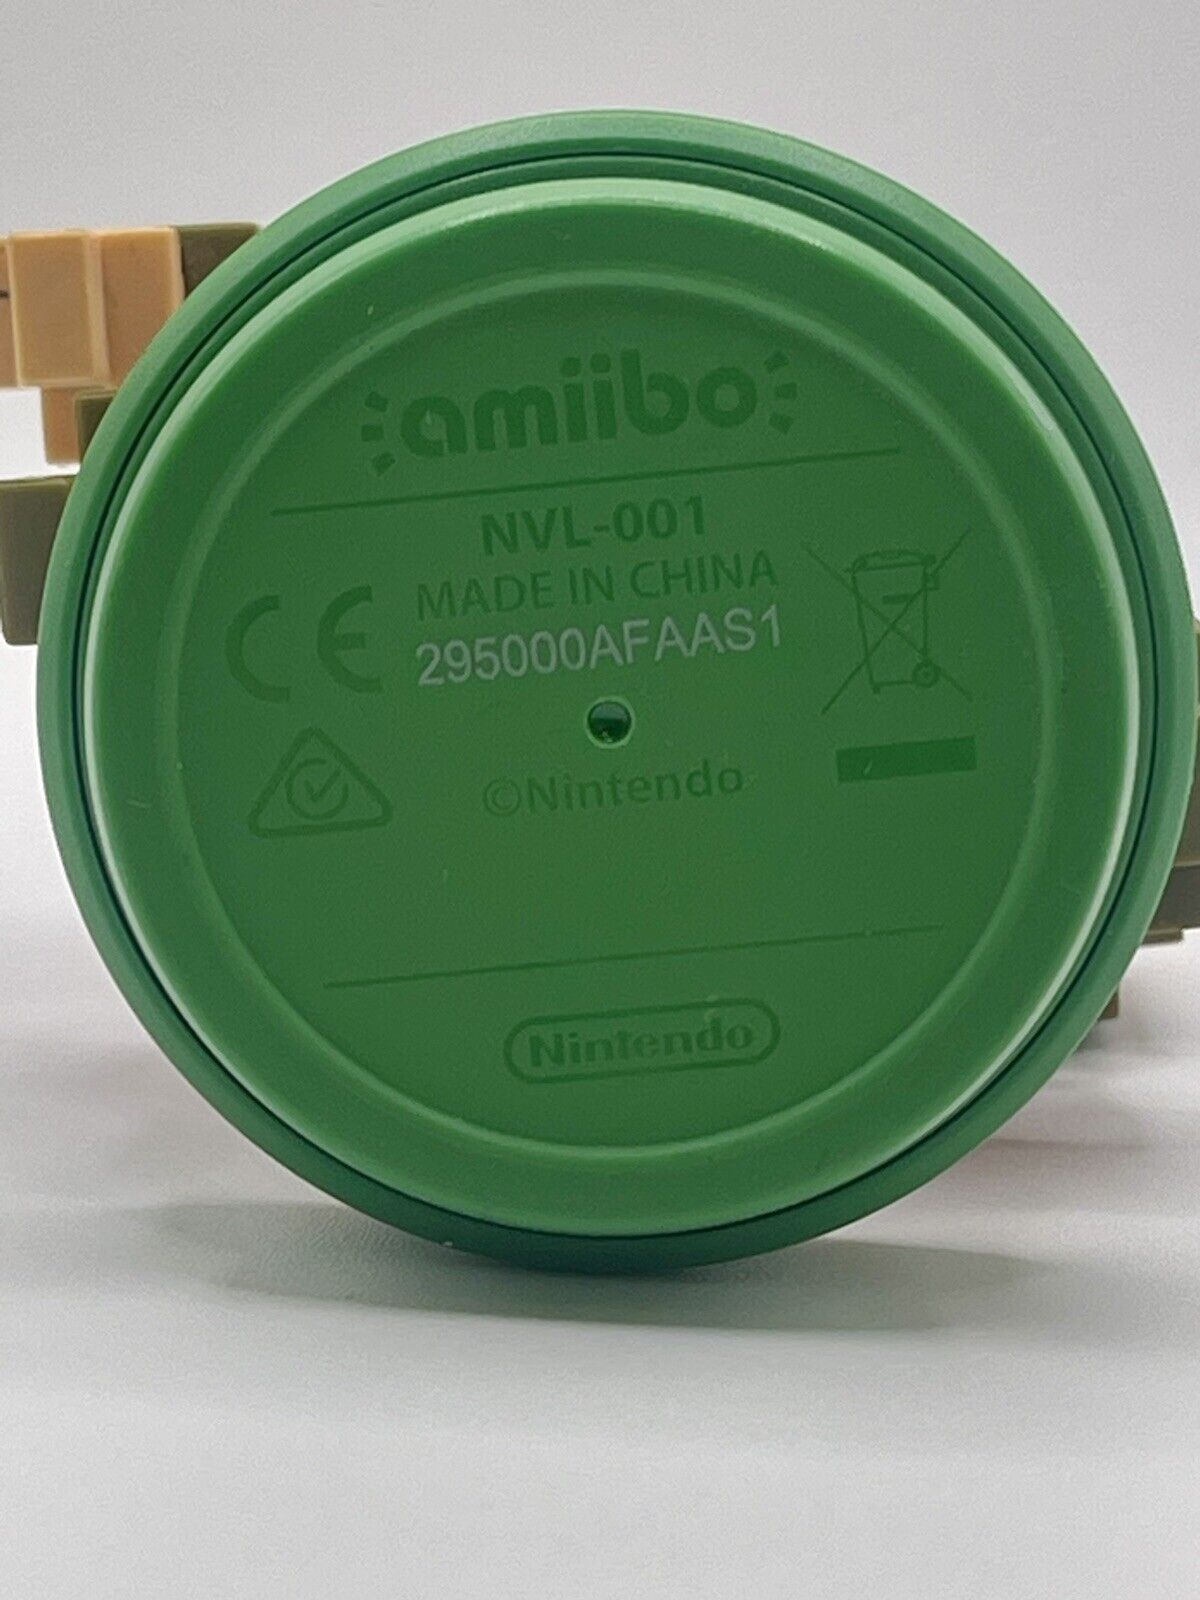 amiibo
NVL-001
MADE IN CHINA
CE
295000AFAAS1
©Nintendo
Nintendo